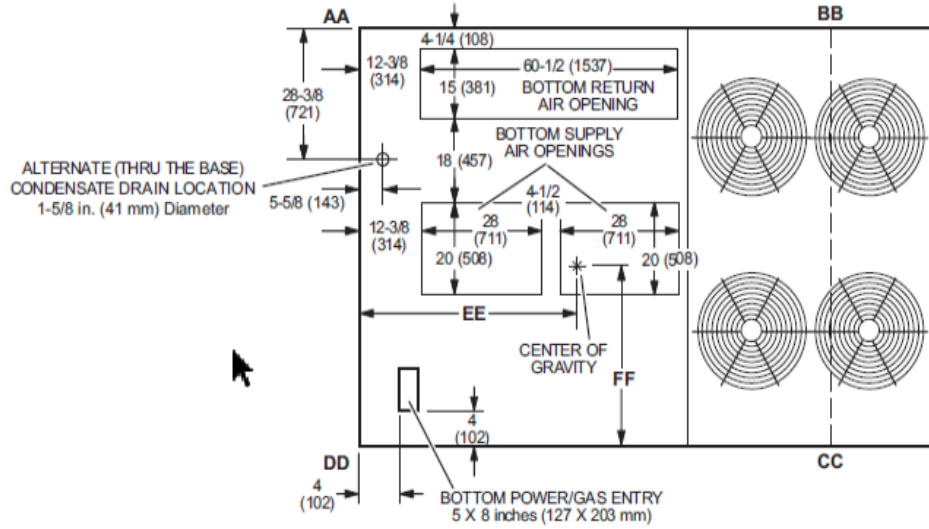 AA
BB
4-1/4 (108)
12-3/8
(314)
60-1/2 (1537)
15 (381)
BOTTOM RETURN
AIR OPENING
28-3/8
(721)
BOTTOM SUPPLY
AIR OPENINGS
18 (457)
ALTERNATE (THRU THE BASE)
CONDENSATE DRAIN LOCATION
1-5/8 in. (41 mm) Diameter
5-5/8 (143)
4-1/2
(114)
12-3/8
(314)
28
(711)
28
(711)
20 (508)
20 (508)
EE
CENTER OF
GRAVITY
FF
4
(102)
DD
CC
4
(102)
BOTTOM POWER/GAS ENTRY
5 X 8 inches (127 X 203 mm)